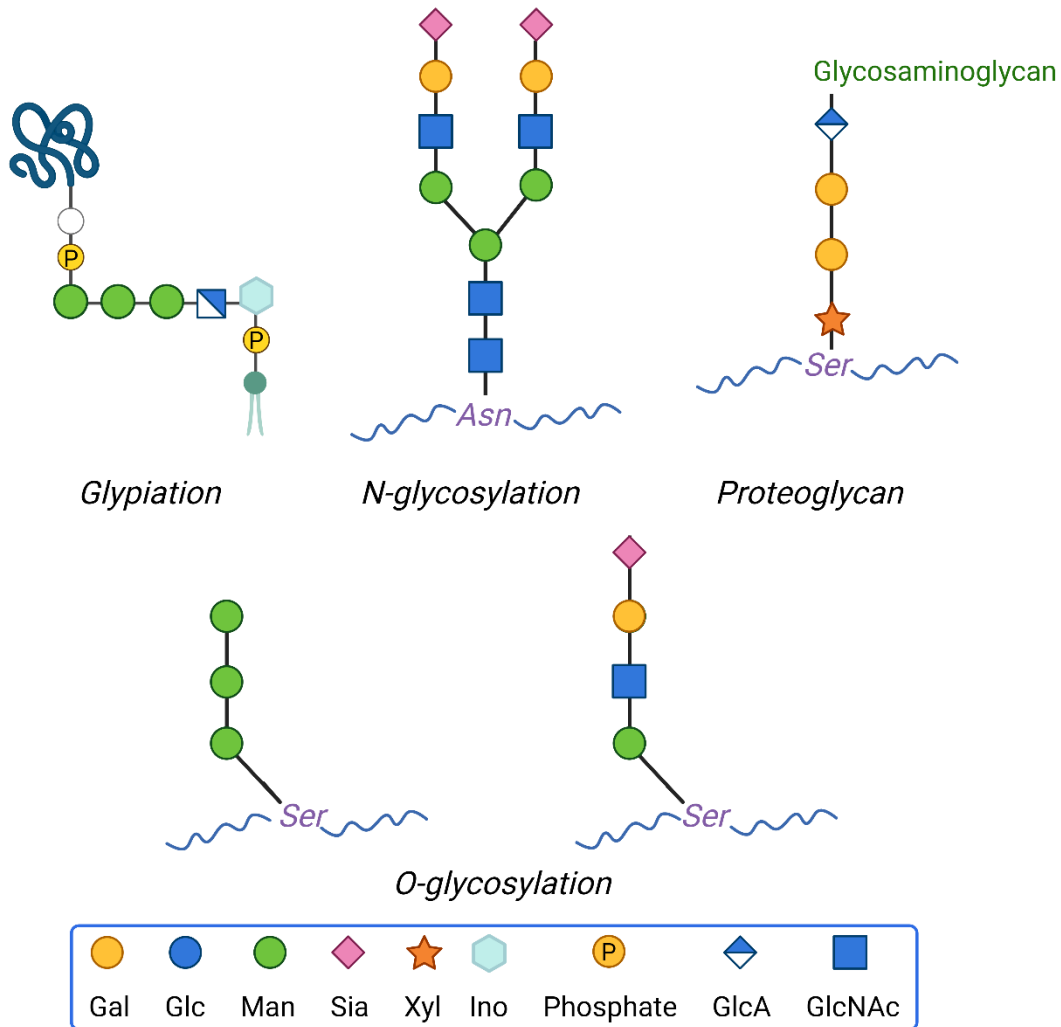 Glycosaminoglycan
P
P
Ser
Asn
Glypiation
N-glycosylation
Proteoglycan
Ser
Ser
O-glycosylation
P
Gal Glc Man Sia Xyl Ino Phosphate GlcA GlcNAc